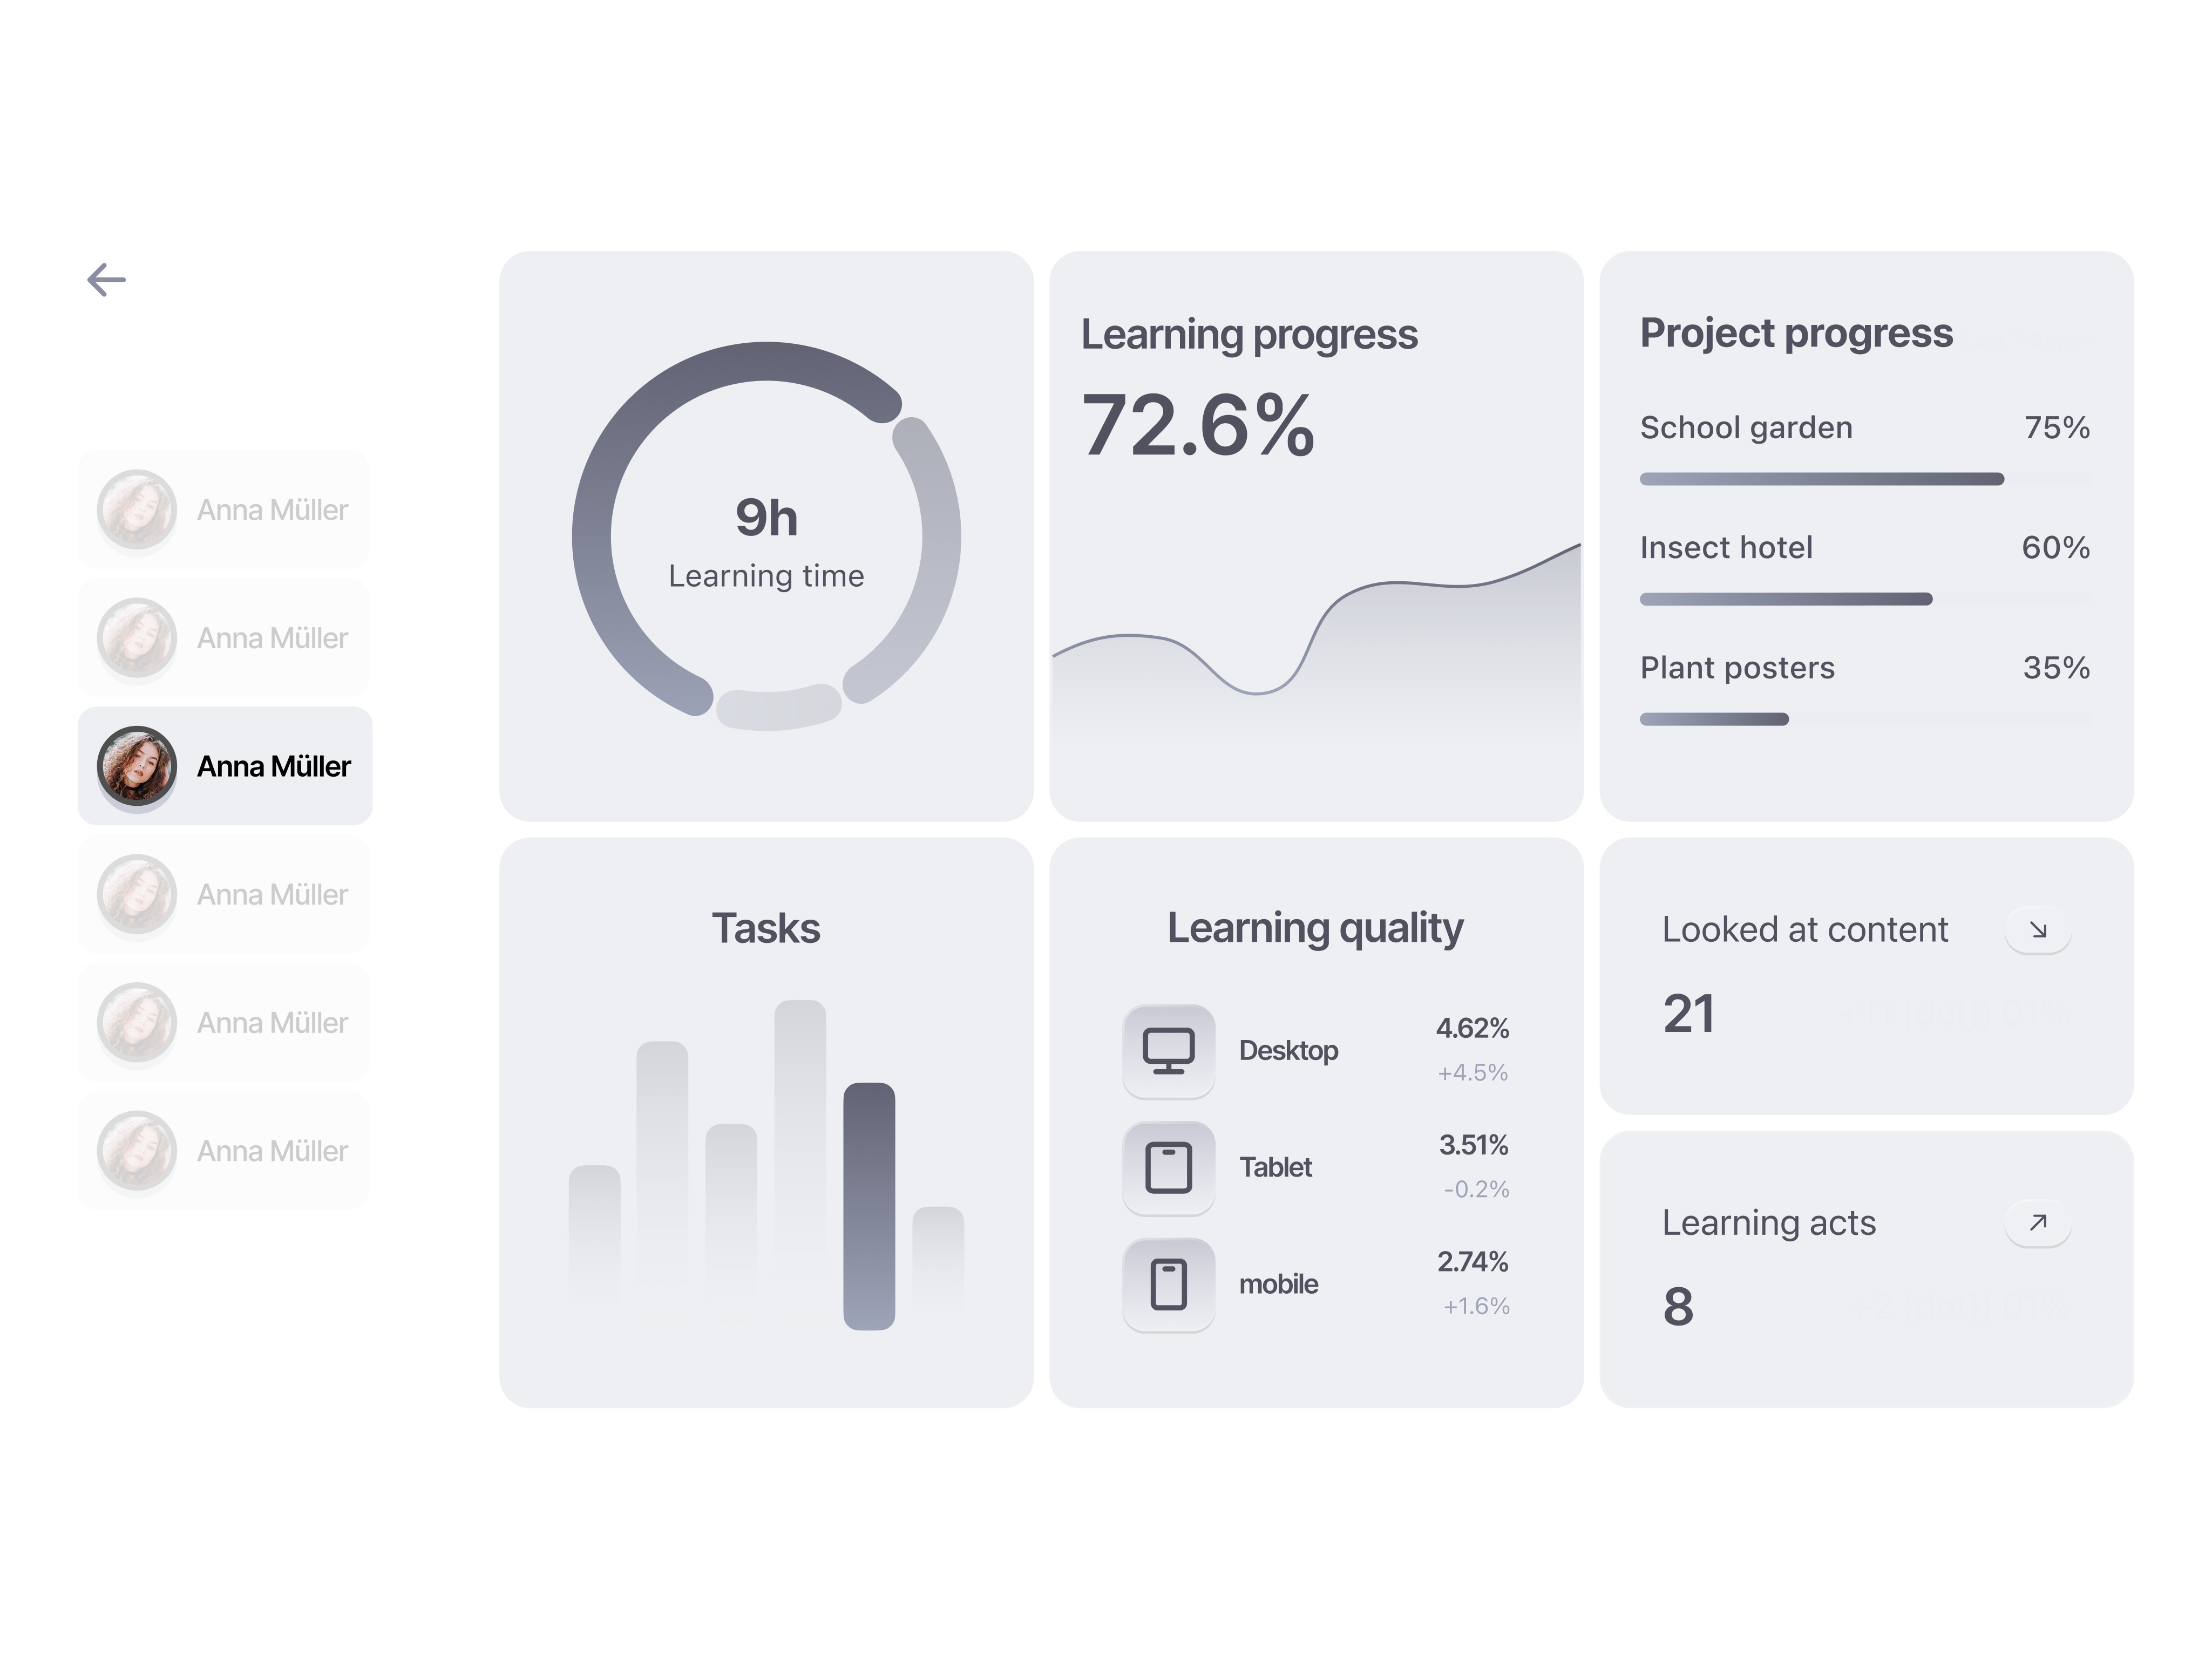 Anna Müller
Anna Müller
Anna Müller
Anna Müller
Anna Müller
Anna Müller
9h
Learning time
Learning progress
72.6%
Project progress
School garden 75%
Insect hotel 60%
Plant posters 35%
Tasks
Learning quality
Desktop
4.62%
+4.5%
Tablet
3.51%
-0.2%
mobile
2.74%
+1.6%
Looked at content
21
Learning acts
8